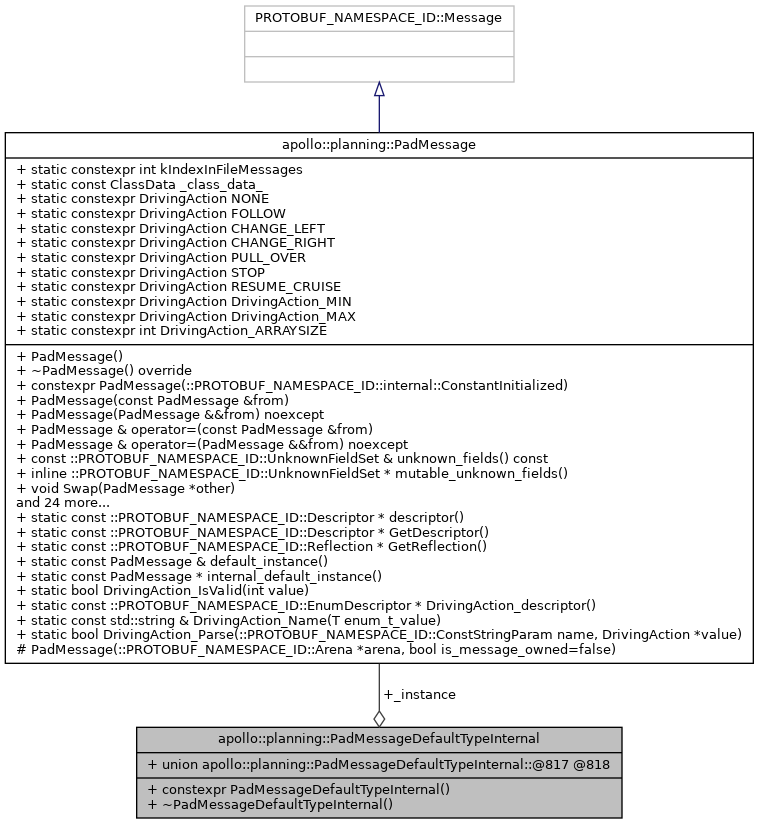 PROTOBUF_NAMESPACE_ID::Message
apollo::planning::PadMessage
+ static constexpr int kIndexInFileMessages
+ static const ClassData _class_data_
+ static constexpr DrivingAction NONE
+ static constexpr DrivingAction FOLLOW
+ static constexpr DrivingAction CHANGE_LEFT
+ static constexpr DrivingAction CHANGE_RIGHT
+ static constexpr DrivingAction PULL_OVER
+ static constexpr DrivingAction STOP
+ static constexpr DrivingAction RESUME_CRUISE
+ static constexpr DrivingAction DrivingAction_MIN
+ static constexpr DrivingAction DrivingAction_MAX
+ static constexpr int DrivingAction_ARRAYSIZE
+ PadMessage()
+ ~PadMessage() override
+ constexpr PadMessage(::PROTOBUF_NAMESPACE_ID::internal::ConstantInitialized)
+ PadMessage(const PadMessage &from)
+ PadMessage(PadMessage &&from) noexcept
+ PadMessage & operator=(const PadMessage &from)
+ PadMessage & operator=(PadMessage &&from) noexcept
+ const ::PROTOBUF_NAMESPACE_ID::UnknownFieldSet & unknown_fields() const
+ inline ::PROTOBUF_NAMESPACE_ID::UnknownFieldSet * mutable_unknown_fields()
+ void Swap(PadMessage *other)
and 24 more...
+ static const ::PROTOBUF_NAMESPACE_ID::Descriptor * descriptor()
+ static const ::PROTOBUF_NAMESPACE_ID::Descriptor * GetDescriptor()
+ static const ::PROTOBUF_NAMESPACE_ID::Reflection * GetReflection()
+ static const PadMessage & default_instance()
+ static const PadMessage * internal_default_instance()
+ static bool DrivingAction_IsValid(int value)
+ static const ::PROTOBUF_NAMESPACE_ID::EnumDescriptor * DrivingAction_descriptor()
+ static const std::string & DrivingAction_Name(T enum_t_value)
+ static bool DrivingAction_Parse(::PROTOBUF_NAMESPACE_ID::ConstStringParam name, DrivingAction *value)
# PadMessage(::PROTOBUF_NAMESPACE_ID::Arena *arena, bool is_message_owned=false)
+_instance
apollo::planning::PadMessageDefaultTypeInternal
+ union apollo::planning::PadMessageDefaultTypeInternal::@817 @818
+ constexpr PadMessageDefaultTypeInternal()
+ ~PadMessageDefaultTypeInternal()